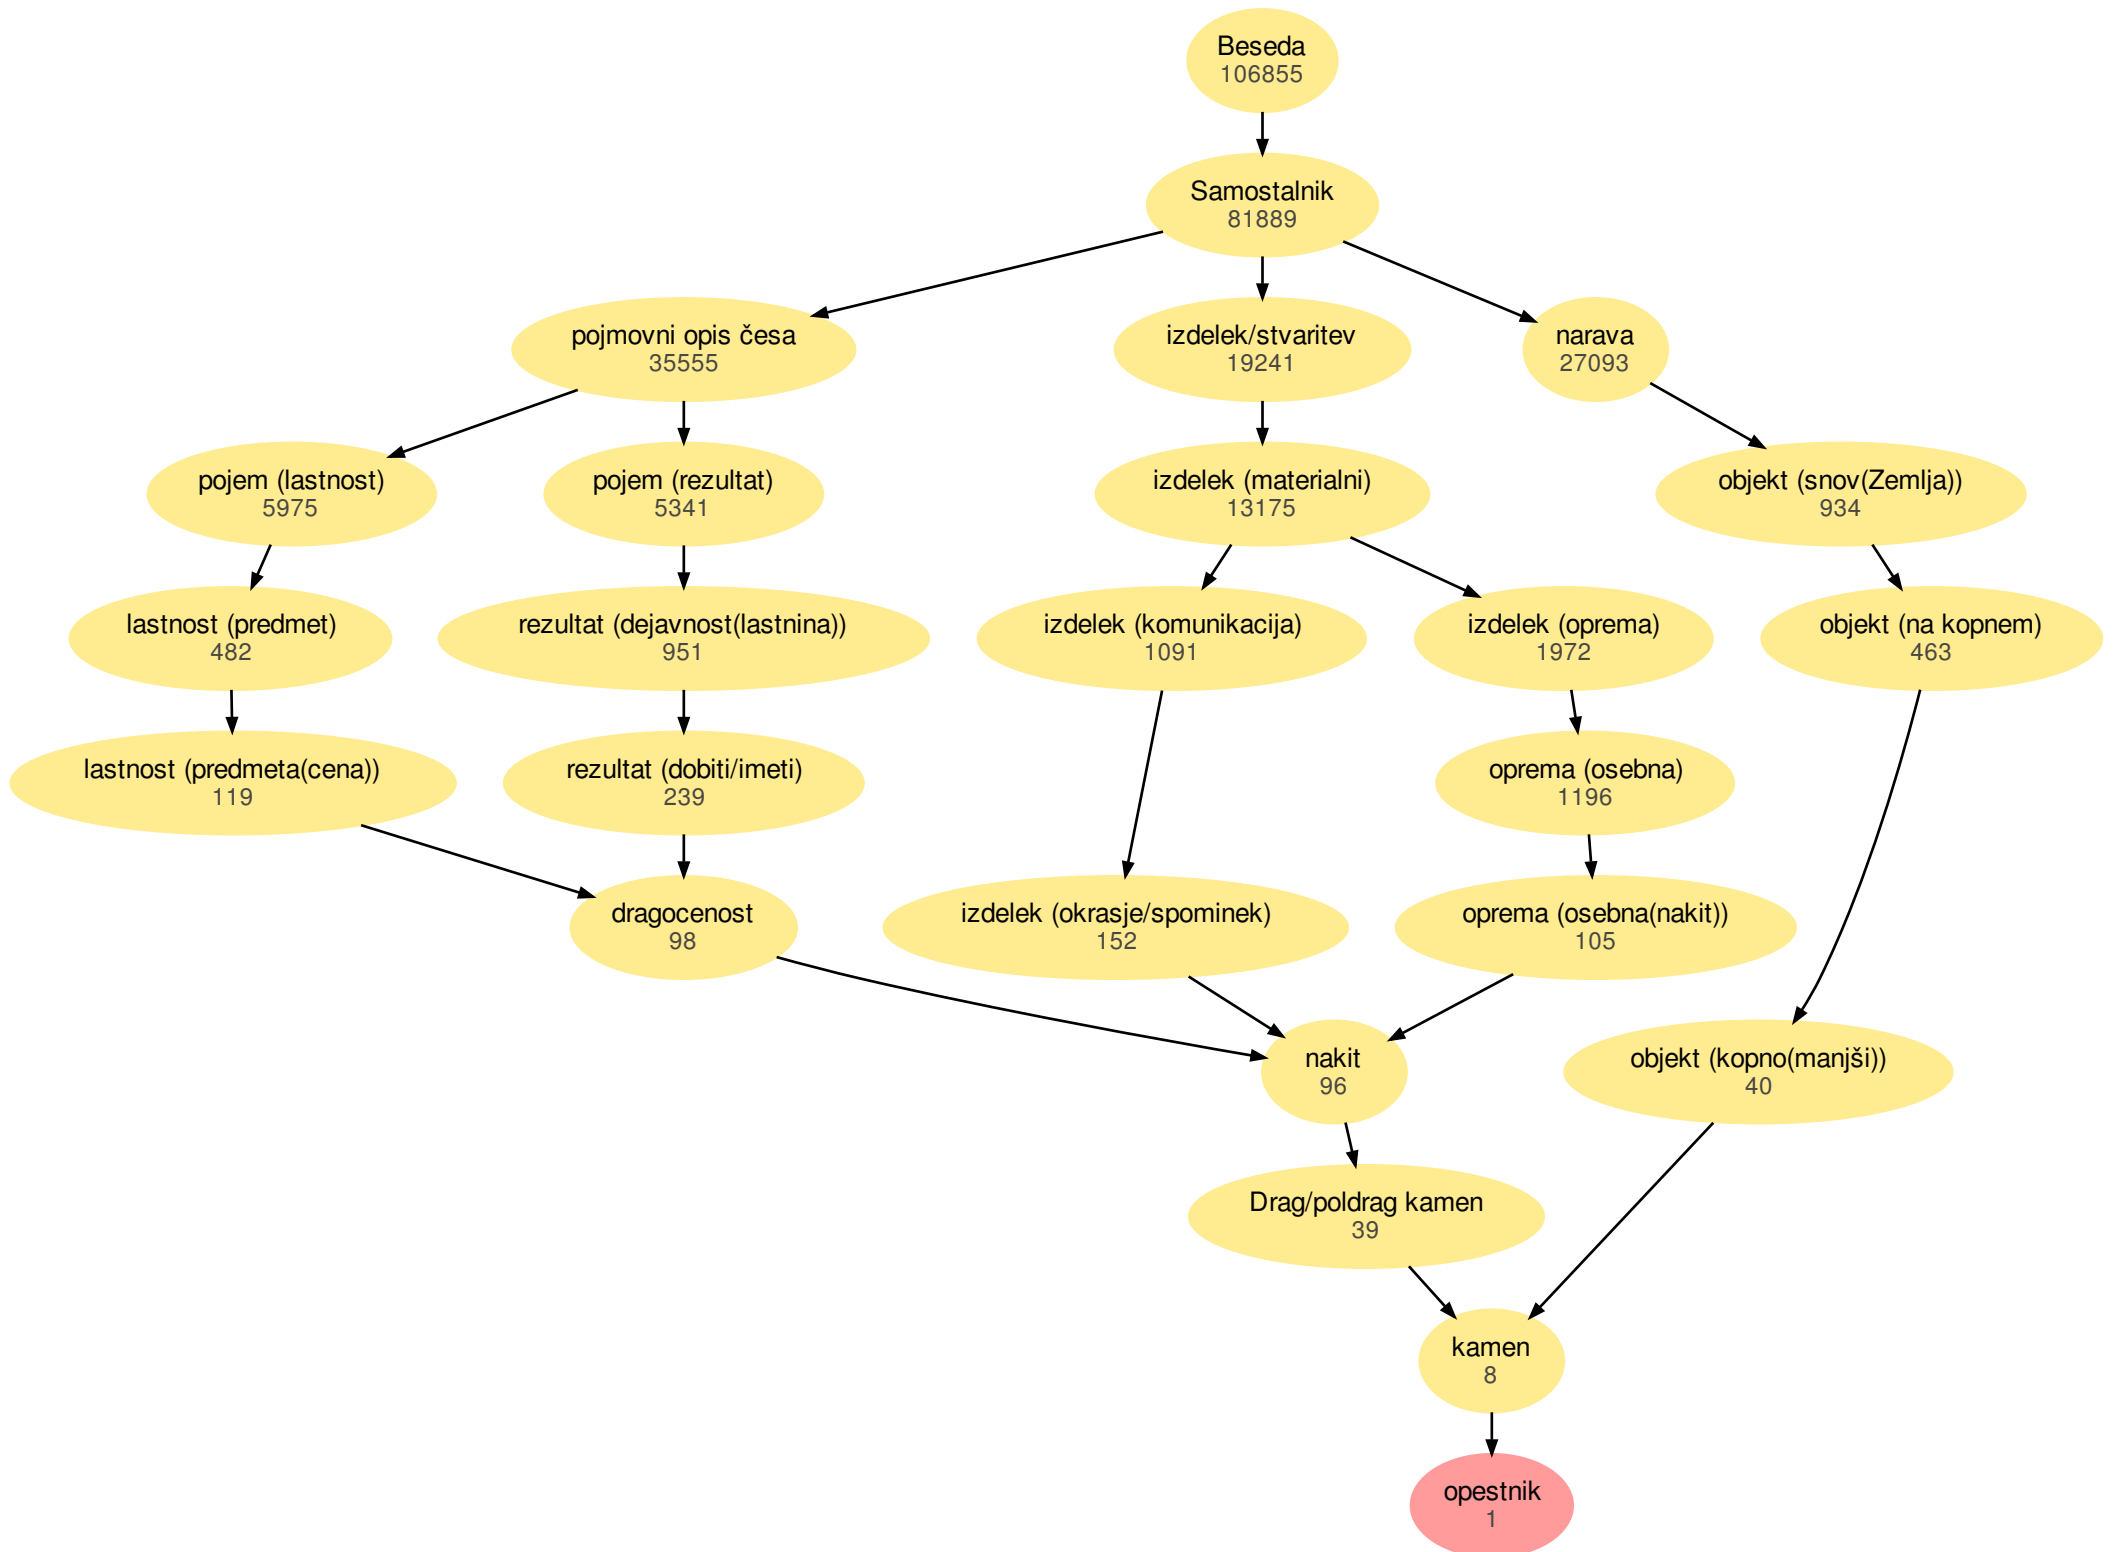 Beseda
106855
Samostalnik
81889
pojmovni opis česa
35555
izdelek/stvaritev
19241
narava
27093
pojem (lastnost)
5975
pojem (rezultat)
5341
izdelek (materialni)
13175
objekt (snov(Zemlja))
934
lastnost (predmet)
482
rezultat (dejavnost(lastnina))
951
izdelek (komunikacija)
1091
izdelek (oprema)
1972
objekt (na kopnem)
463
lastnost (predmeta(cena))
119
rezultat (dobiti/imeti)
239
oprema (osebna)
1196
dragocenost
98
izdelek (okrasje/spominek)
152
oprema (osebna(nakit))
105
nakit
96
objekt (kopno(manjši))
40
Drag/poldrag kamen
39
kamen
8
opestnik
1